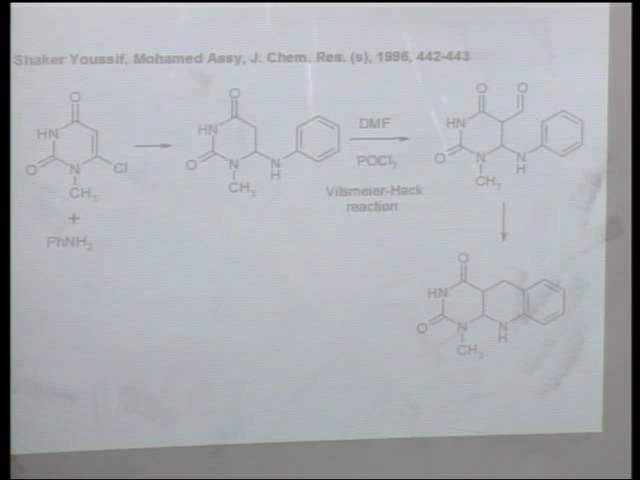 Shaker Youssif, Mohamed Assy, J. Chem. Res. (s), 1996, 442-443
O
HN
O
N
Cl
CH₃
+
PhNH₂
O
HN
O
N
N
H
CH₃
DMF
POCl₃
Vilsmeier-Hack
reaction
O
O
HN
O
N
N
H
CH₃
O
HN
O
N
N
H
CH₃